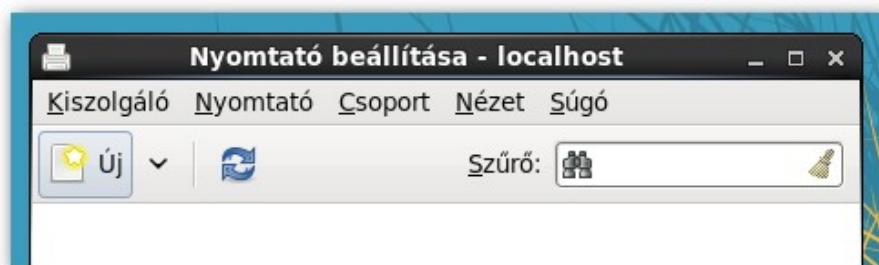 Nyomtató beállítása - localhost
Kiszolgáló Nyomtató Csoport Nézet Súgó
Új Szűrő: